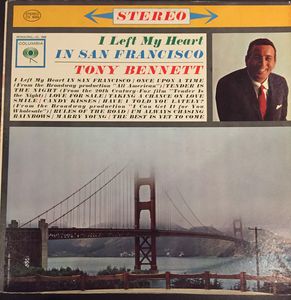 STEREO
COLUMBIA
I Left My Heart
IN SAN FRANCISCO
TONY BENNETT
I Left My Heart IN SAN FRANCISCO | ONCE UPON A TIME
(From the Broadway production "All American") | TENDER IS
THE NIGHT (From the 20th Century-Fox film "Tender Is
the Night) | LOVE FOR SALE | TAKING A CHANCE ON LOVE
SMILE | CANDY KISSES | HAVE I TOLD YOU LATELY
(From the Broadway production "I Can Get It for You
Wholesale") | RULES OF THE ROAD | I'M ALWAYS CHASING
RAINBOWS | MARRY YOUNG | THE BEST IS YET TO COME